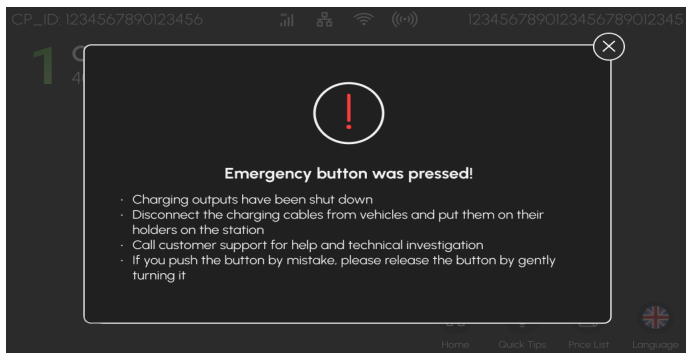 CP_ID: 1234567890123456 1234567890123456789012345
1
Emergency button was pressed!
· Charging outputs have been shut down
· Disconnect the charging cables from vehicles and put them on their
holders on the station
· Call customer support for help and technical investigation
· If you push the button by mistake, please release the button by gently
turning it
Home Quick Tips Price List Language